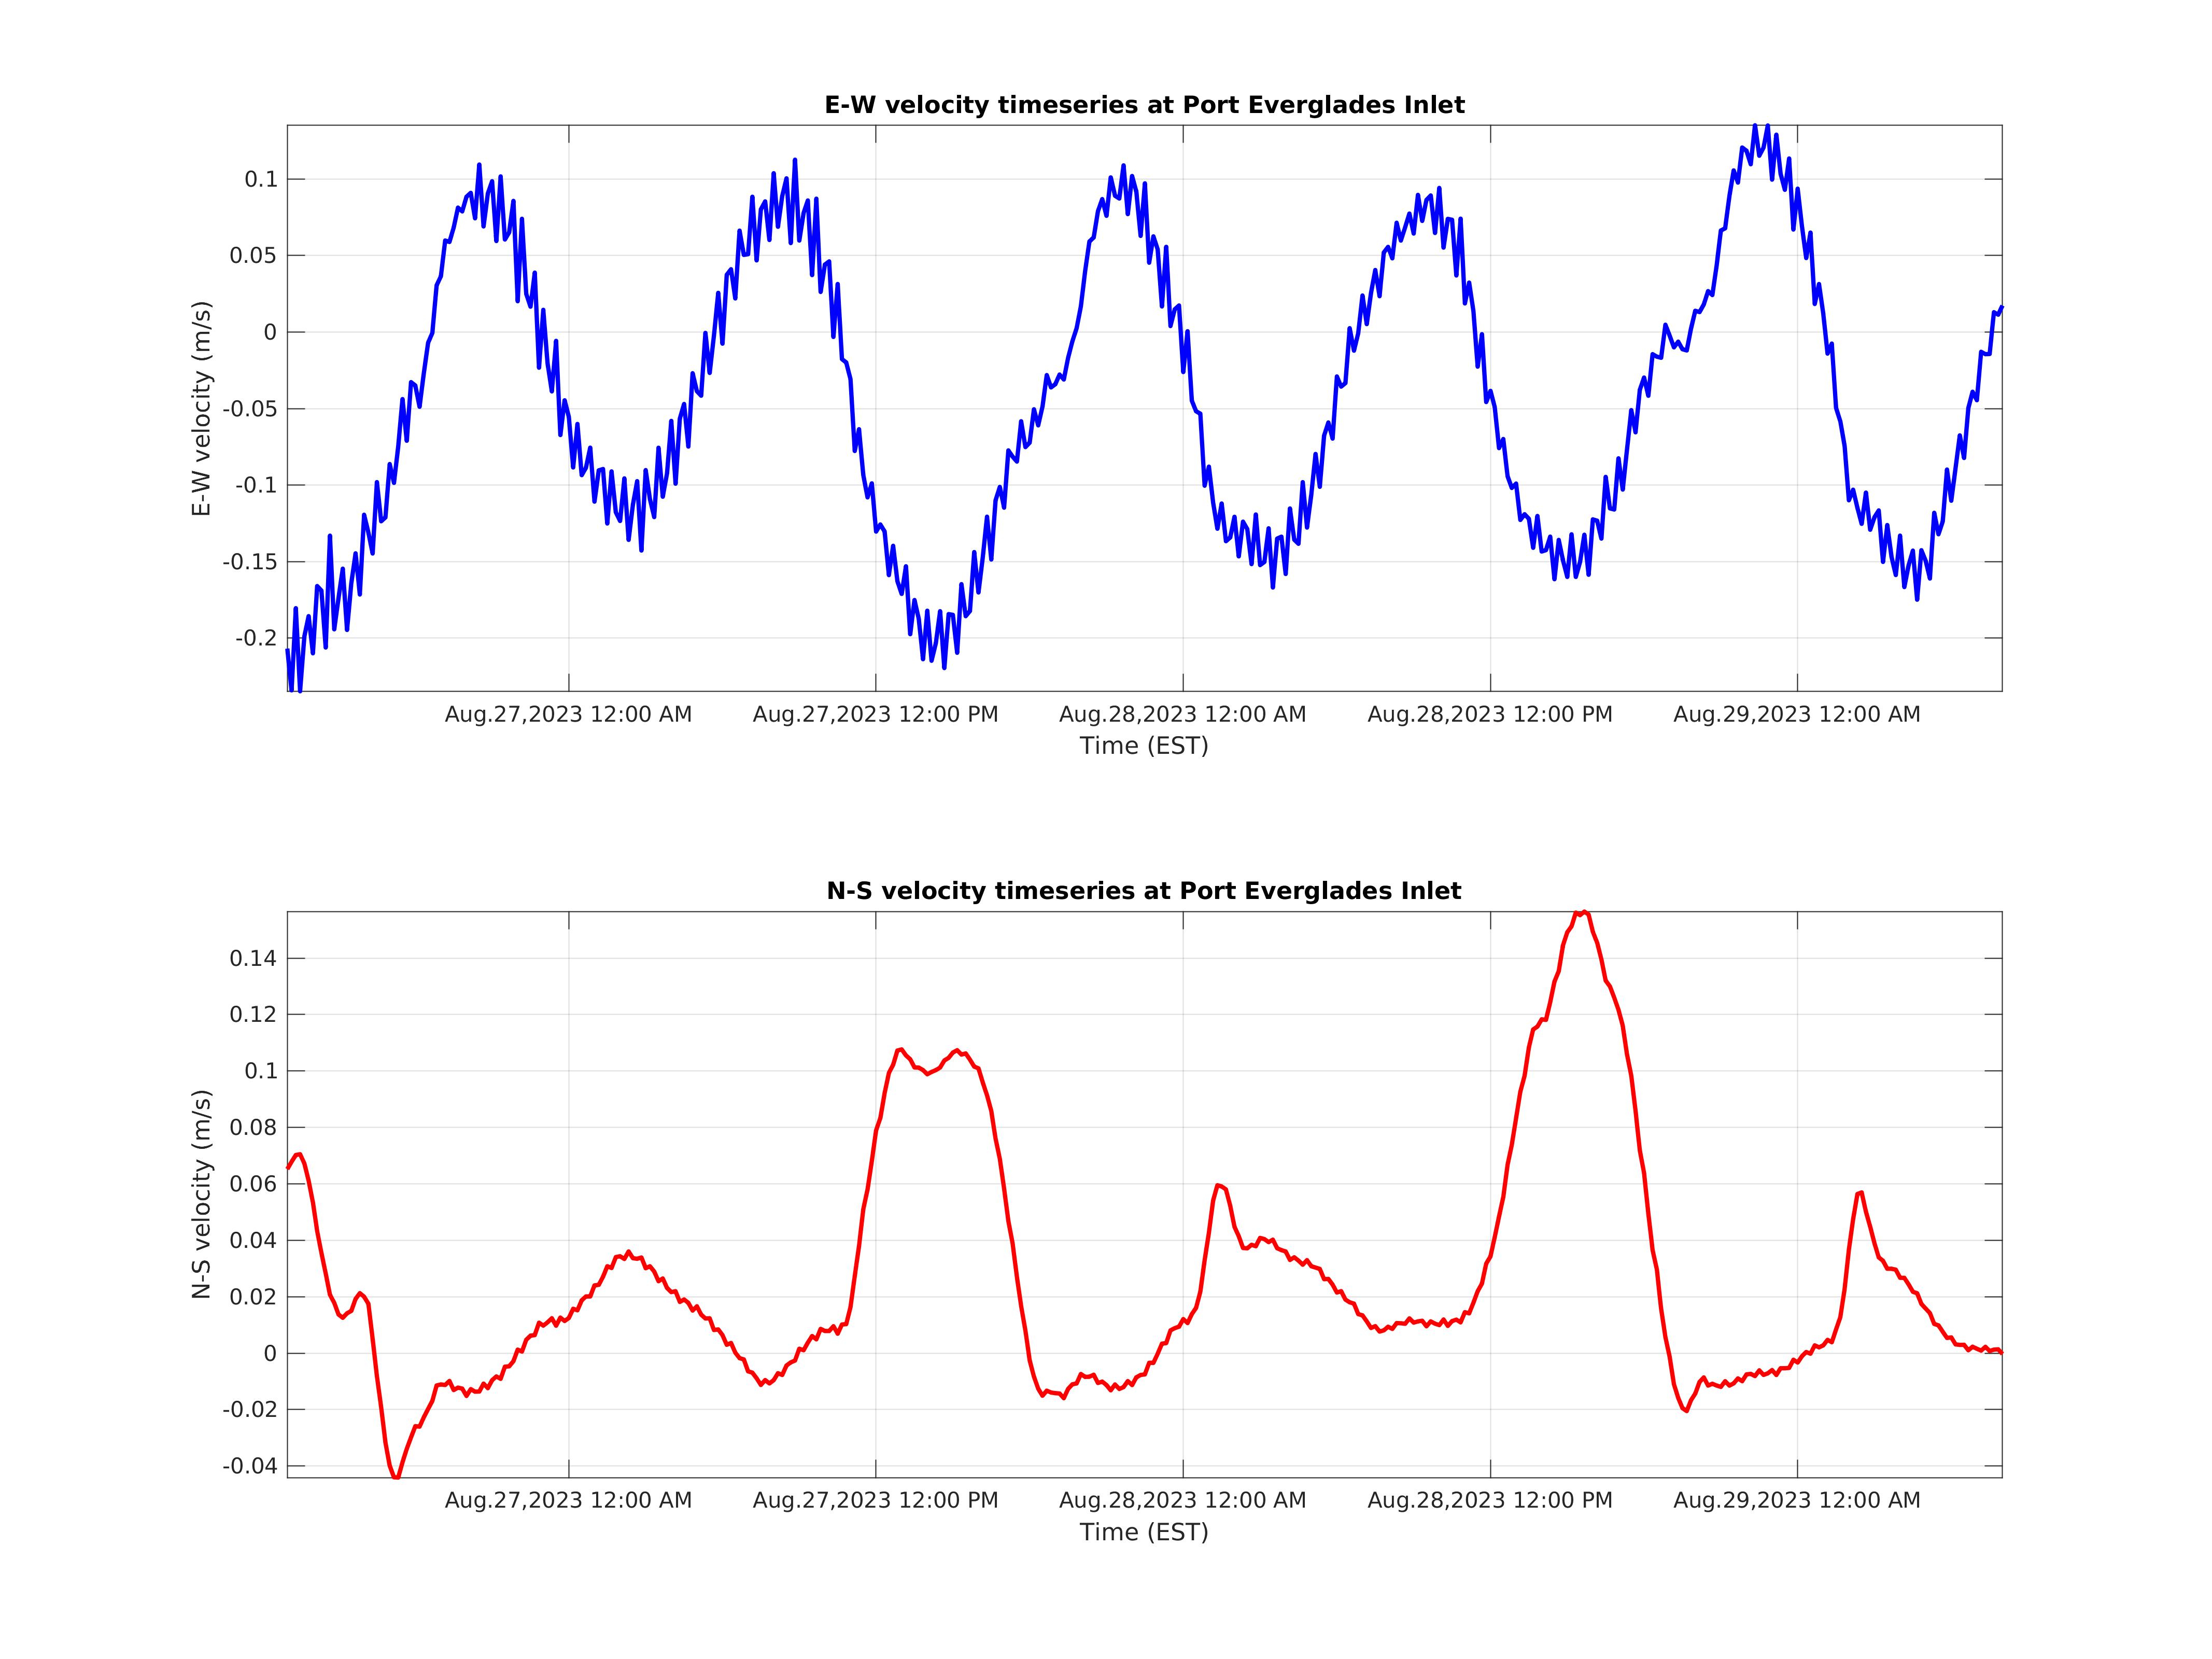 E-W velocity timeseries at Port Everglades Inlet
E-W velocity (m/s)
0.1
0.05
0
-0.05
-0.1
-0.15
-0.2
Aug.27,2023 12:00 AM Aug.27,2023 12:00 PM Aug.28,2023 12:00 AM Aug.28,2023 12:00 PM Aug.29,2023 12:00 AM
Time (EST)
N-S velocity timeseries at Port Everglades Inlet
N-S velocity (m/s)
0.14
0.12
0.1
0.08
0.06
0.04
0.02
0
-0.02
-0.04
Aug.27,2023 12:00 AM Aug.27,2023 12:00 PM Aug.28,2023 12:00 AM Aug.28,2023 12:00 PM Aug.29,2023 12:00 AM
Time (EST)